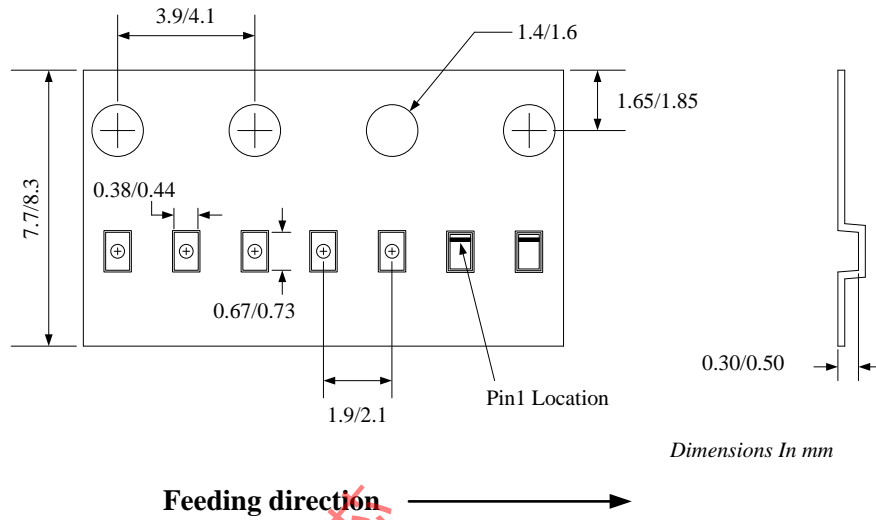 3.9/4.1
1.4/1.6
1.65/1.85
7.7/8.3
0.38/0.44
0.67/0.73
0.30/0.50
1.9/2.1
Pin1 Location
Dimensions In mm
Feeding direction